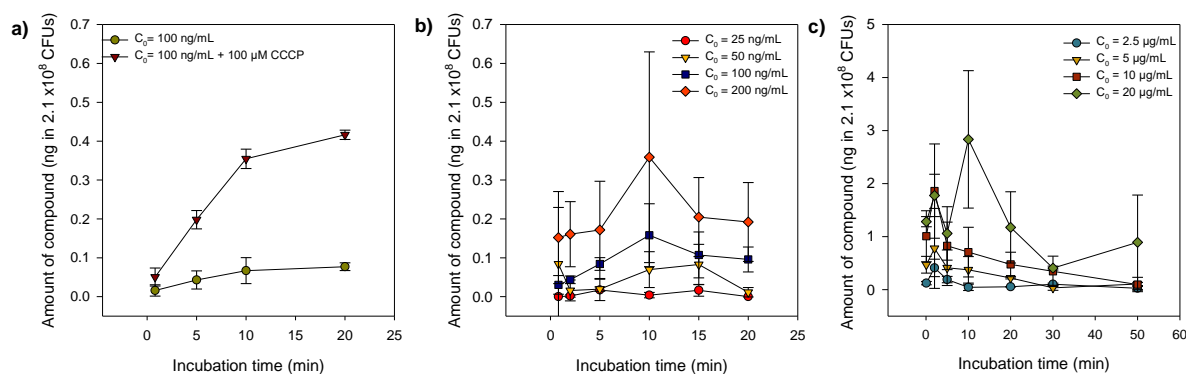 a)
C₀= 100 ng/mL
C₀= 100 ng/mL + 100 µM CCCP
Amount of compound (ng in 2.1 x10⁸ CFUs)
0.7
0.6
0.5
0.4
0.3
0.2
0.1
0.0
0 5 10 15 20 25
Incubation time (min)
b)
C₀ = 25 ng/mL
C₀ = 50 ng/mL
C₀ = 100 ng/mL
C₀ = 200 ng/mL
Amount of compound (ng in 2.1 x10⁸ CFUs)
0.7
0.6
0.5
0.4
0.3
0.2
0.1
0.0
0 5 10 15 20 25
Incubation time (min)
c)
C₀ = 2.5 µg/mL
C₀ = 5 µg/mL
C₀ = 10 µg/mL
C₀ = 20 µg/mL
Amount of compound (ng in 2.1 x10⁸ CFUs)
5
4
3
2
1
0
0 10 20 30 40 50 60
Incubation time (min)